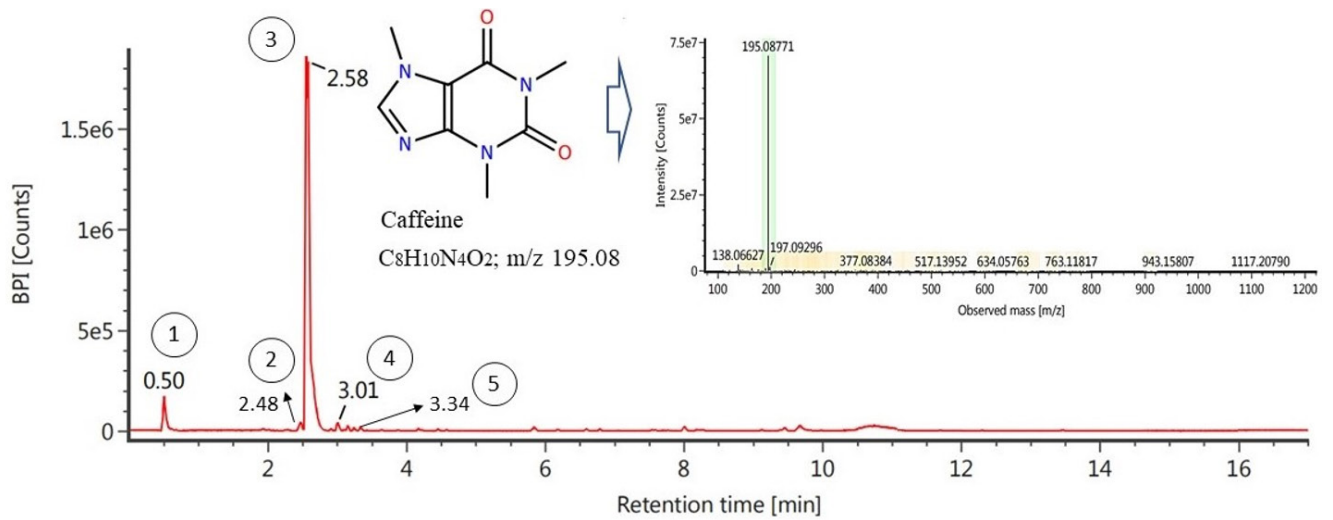 3
2.58
O
N
N
N
N
O
Caffeine
C₈H₁₀N₄O₂; m/z 195.08
BPI [Counts]
1.5e6
1e6
5e5
0
1
0.50
2
2.48
4
3.01
5
3.34
2 4 6 8 10 12 14 16
Retention time [min]
Intensity [Counts]
7.5e7
5e7
2.5e7
0
195.08771
138.06627 197.09296 377.08384 517.13952 634.05763 763.11817 943.15807 1117.20790
100 200 300 400 500 600 700 800 900 1000 1100 1200
Observed mass [m/z]